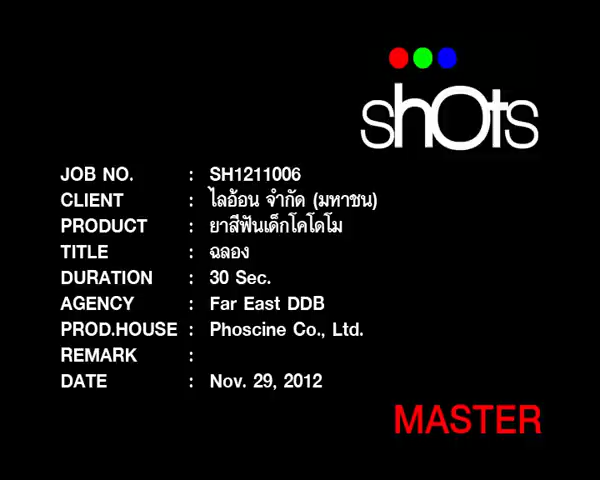 shOts
JOB NO. : SH1211006
CLIENT : ไลอ้อน จำกัด (มหาชน)
PRODUCT : ยาสีฟันเด็กโคโดโม
TITLE : ฉลอง
DURATION : 30 Sec.
AGENCY : Far East DDB
PROD.HOUSE : Phoscine Co., Ltd.
REMARK :
DATE : Nov. 29, 2012
MASTER